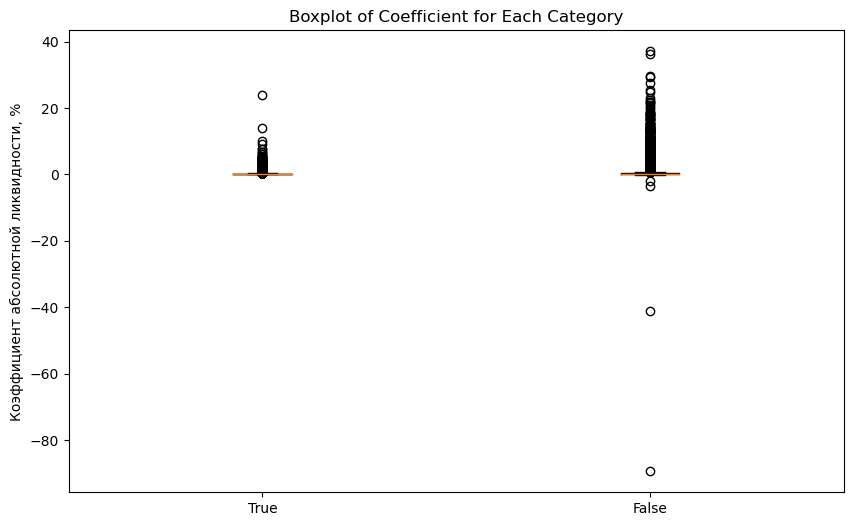 Boxplot of Coefficient for Each Category
Коэффициент абсолютной ликвидности, %
40
20
0
−20
−40
−60
−80
True
False